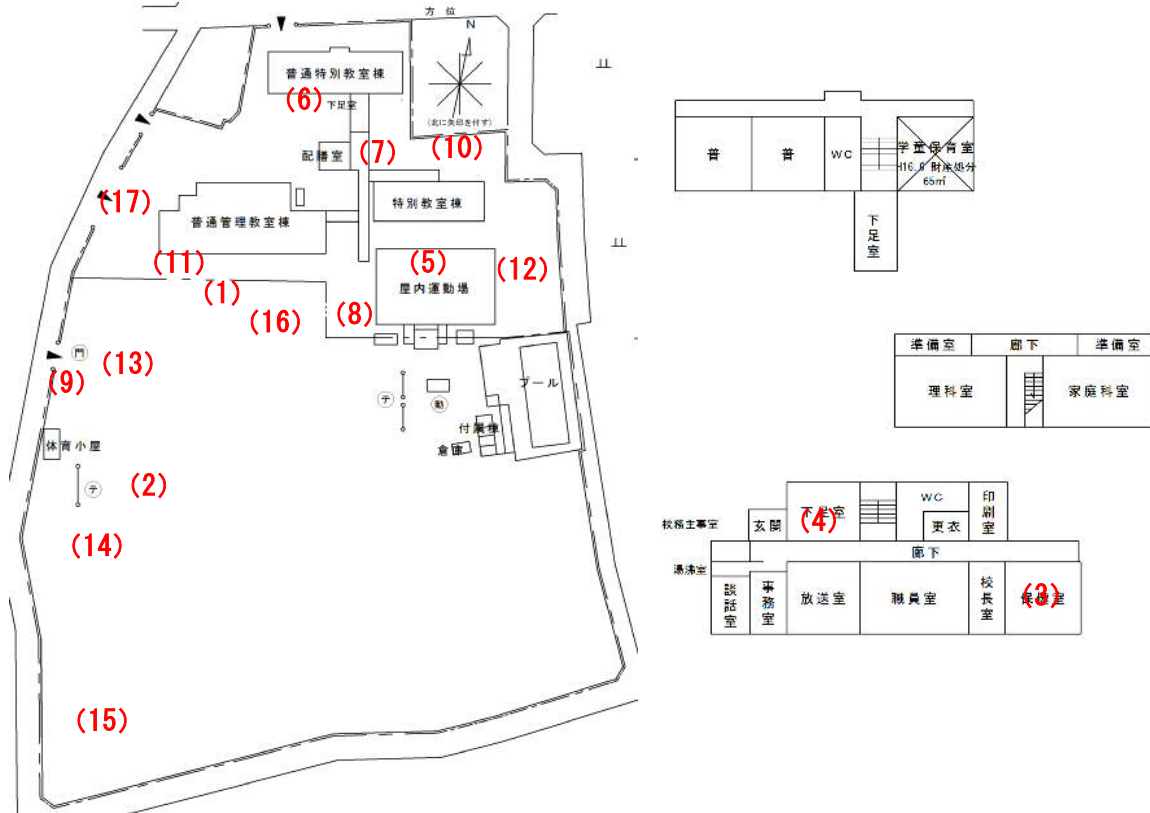 方位
N
(北に矢印を付す)
普通特別教室棟
(6)
下足室
配膳室
(7)
(10)
(17)
特別教室棟
普通管理教室棟
(11)
(5)
(12)
屋内運動場
(1)
(16)
(8)
門
(13)
(9)
プール
テ
動
付属棟
倉庫
体育小屋
テ
(2)
(14)
(15)
普
普
WC
学童保育室
H16.6 財産処分
65㎡
下足室
準備室
廊下
準備室
理科室
家庭科室
校務主事室
玄関
下足室
(4)
WC
更衣
印刷室
廊下
湯沸室
談話室
事務室
放送室
職員室
校長室
保健室
(3)